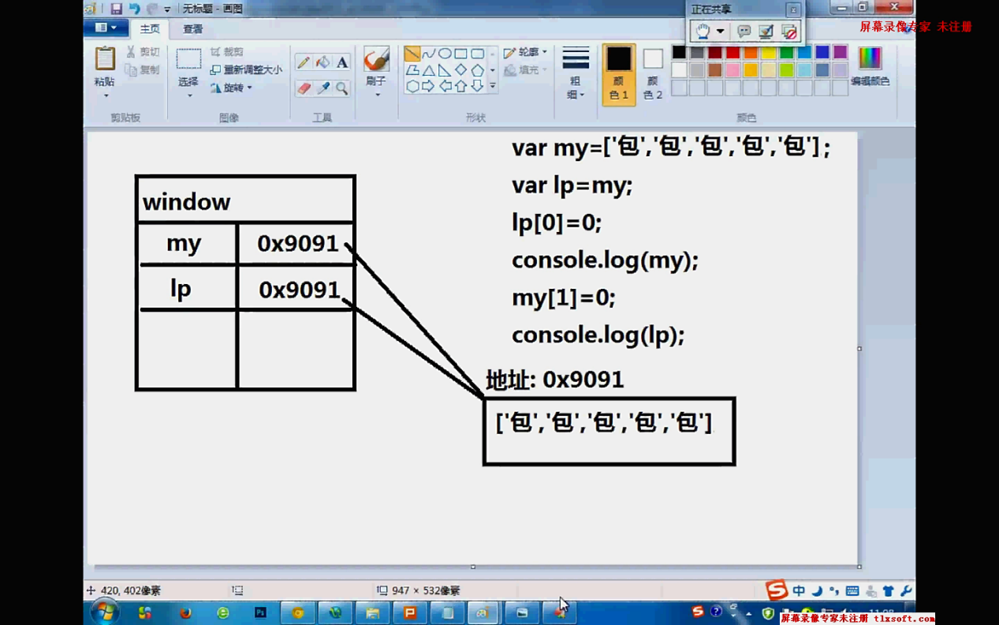 无标题 - 画图
正在共享
屏幕录像专家 未注册
主页 查看
剪切
复制
粘贴
剪贴板
裁剪
重新调整大小
旋转
选择
图像
A
工具
刷子
轮廓
填充
形状
粗细
颜色 1
颜色 2
编辑颜色
颜色
var my=['包','包','包','包','包'];
var lp=my;
lp[0]=0;
console.log(my);
my[1]=0;
console.log(lp);
window
my 0x9091
lp 0x9091
地址: 0x9091
['包','包','包','包','包']
420, 402像素
947 × 532像素
中
屏幕录像专家未注册 tlxsoft.com